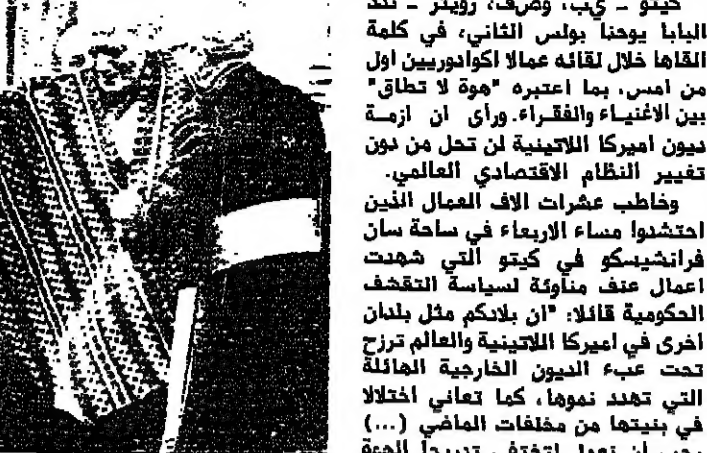 كيتو – ي‌ب، وص‌ف، رويتر – ندد
البابا يوحنا بولس الثاني، في كلمة
القاها خلال لقائه عمالا اكوادوريين اول
من امس، بما اعتبره "هوة لا تطاق"
بين الاغنيـاء والفقـراء. ورأى ان ازمـة
ديون اميركا اللاتينية لن تحل من دون
تغيير النظام الاقتصادي العالمي.
وخاطب عشرات الاف العمال الذين
احتشدوا مساء الاربعاء في ساحة سان
فرانشيسكو في كيتو التي شهدت
اعمال عنف مناوئة لسياسة التقشف
الحكومية قائلا: "ان بلادكم مثل بلدان
اخرى في اميركا اللاتينية والعالم ترزح
تحت عبء الديون الخارجية الهائلة
التي تهدد نموها، كما تعاني اختلالا
في بنيتها من مخلفات الماضي (...)